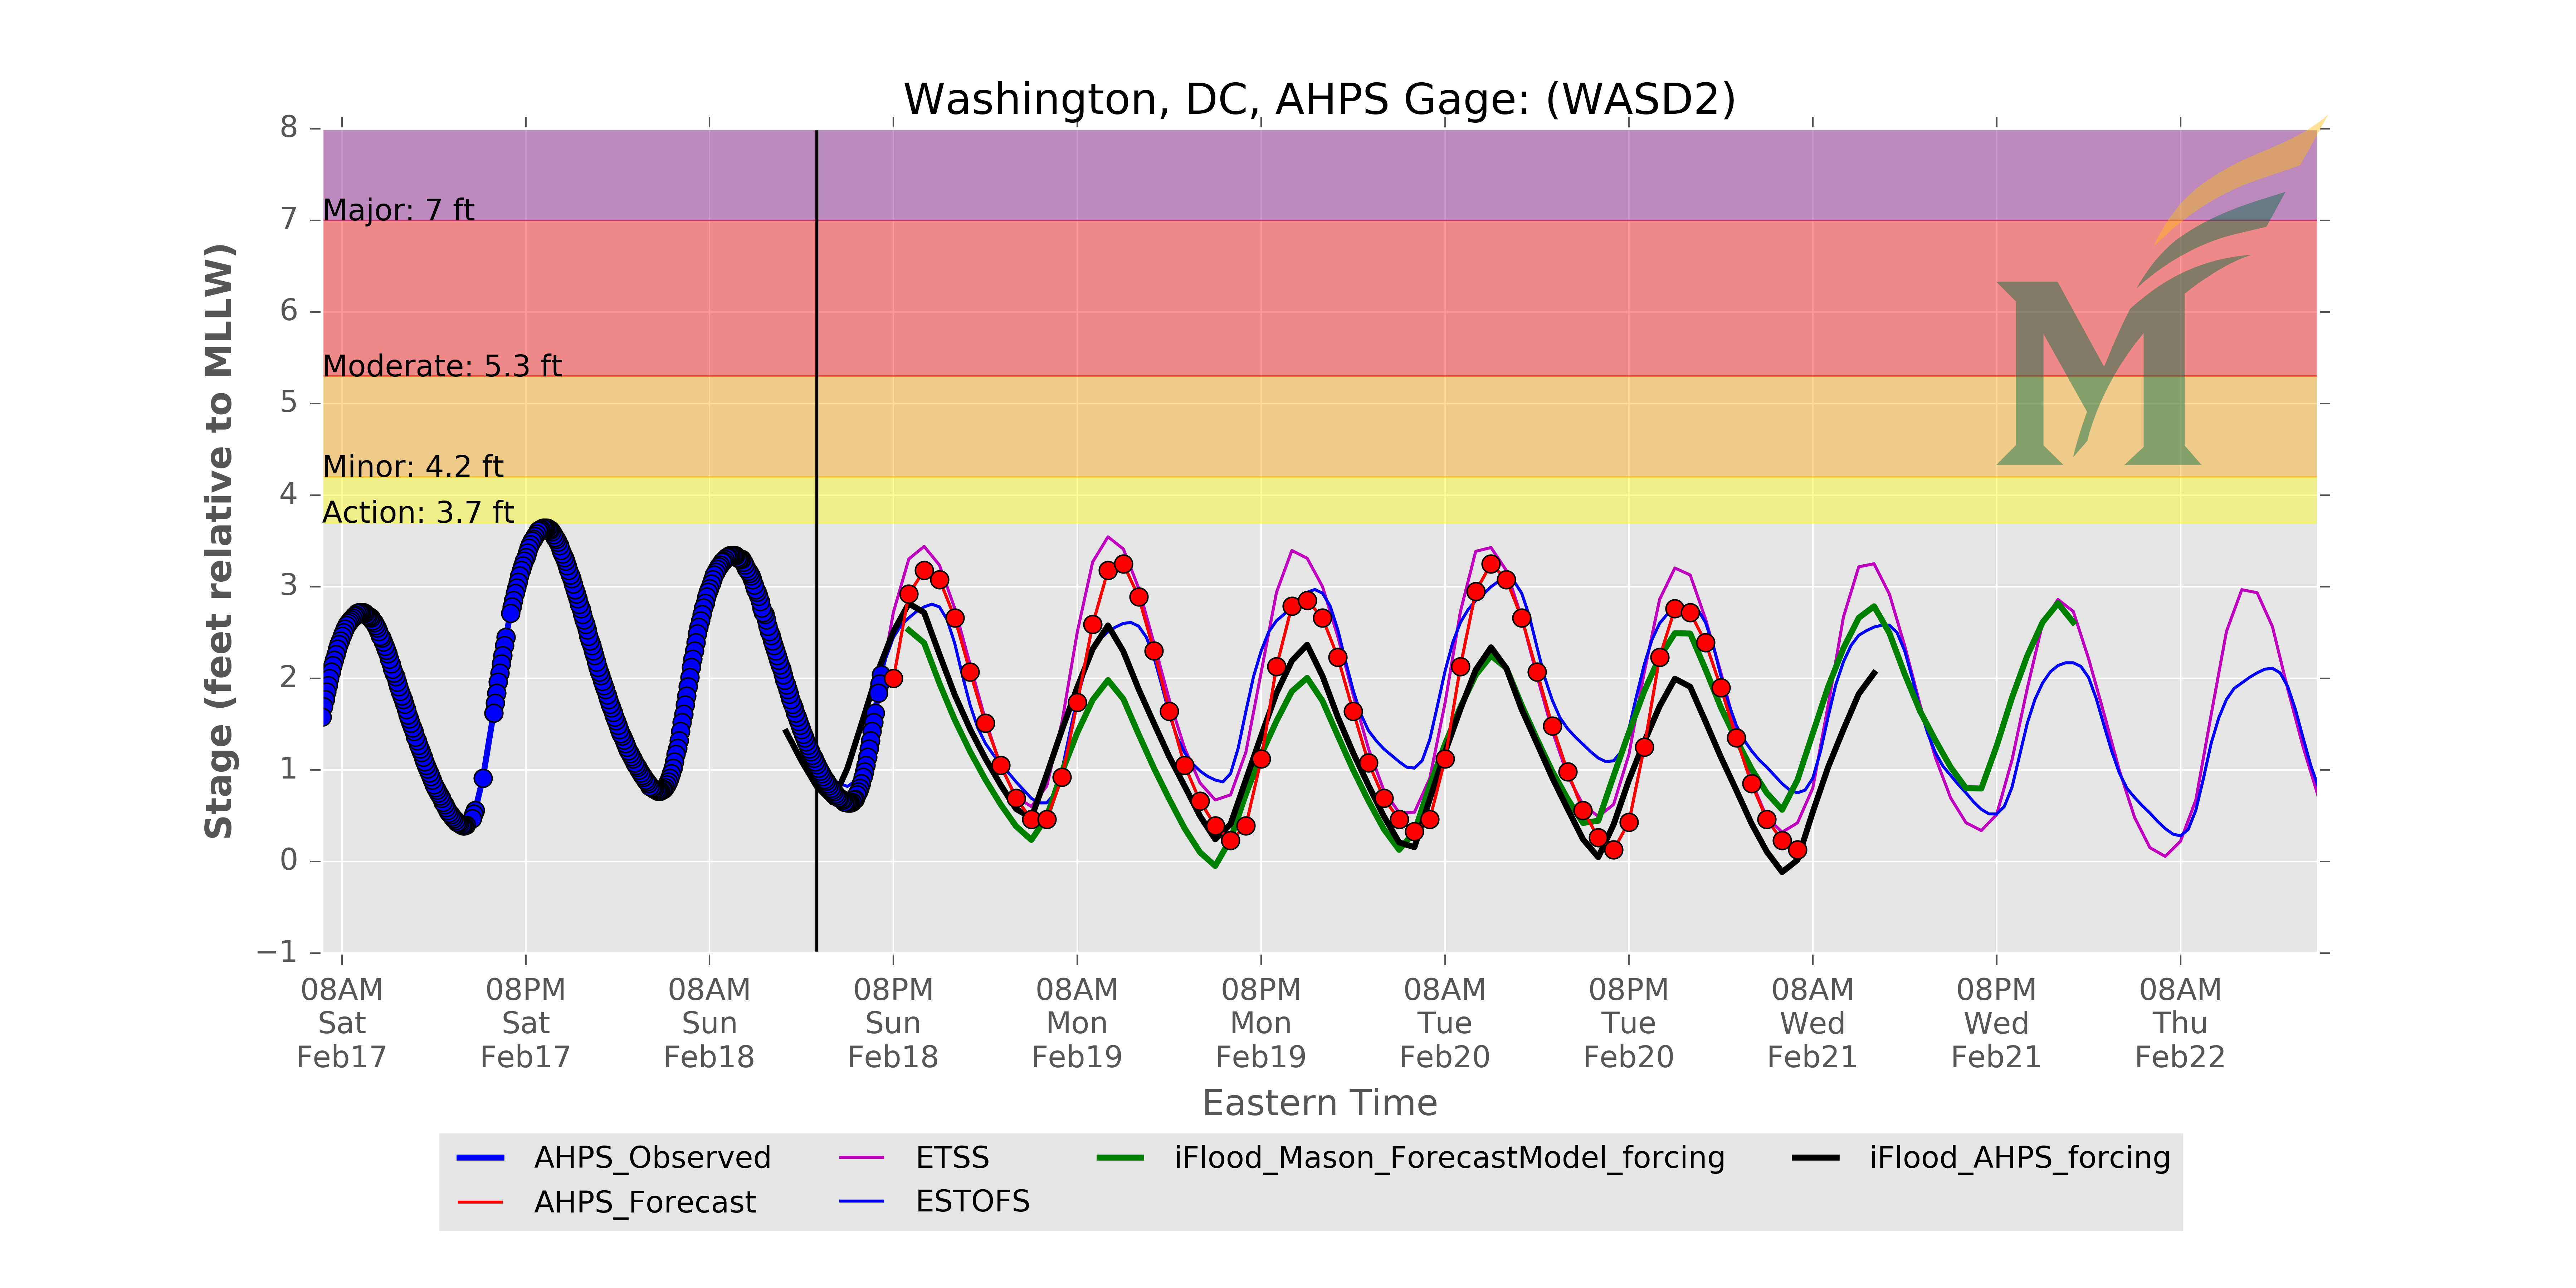 Washington, DC, AHPS Gage: (WASD2)
8
7
6
5
4
3
2
1
0
−1
Stage (feet relative to MLLW)
Major: 7 ft
Moderate: 5.3 ft
Minor: 4.2 ft
Action: 3.7 ft
M
08AM 08PM 08AM 08PM 08AM 08PM 08AM 08PM 08AM 08PM 08AM
Sat Sat Sun Sun Mon Mon Tue Tue Wed Wed Thu
Feb17 Feb17 Feb18 Feb18 Feb19 Feb19 Feb20 Feb20 Feb21 Feb21 Feb22
Eastern Time
AHPS_Observed ETSS iFlood_Mason_ForecastModel_forcing iFlood_AHPS_forcing
AHPS_Forecast ESTOFS